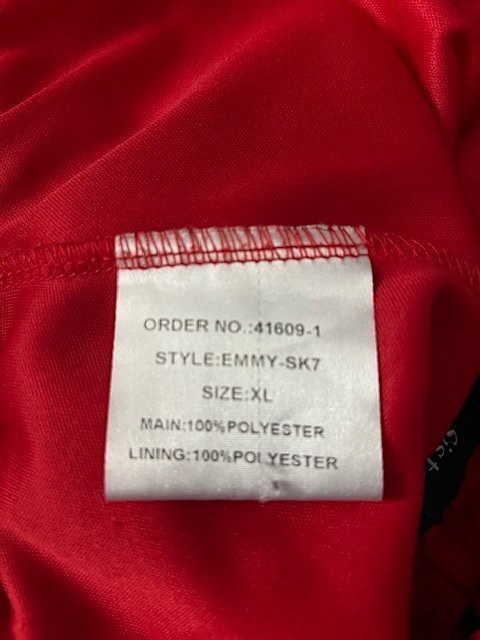 ORDER NO.:41609-1
STYLE:EMMY-SK7
SIZE:XL
MAIN:100%POLYESTER
LINING:100%POLYESTER